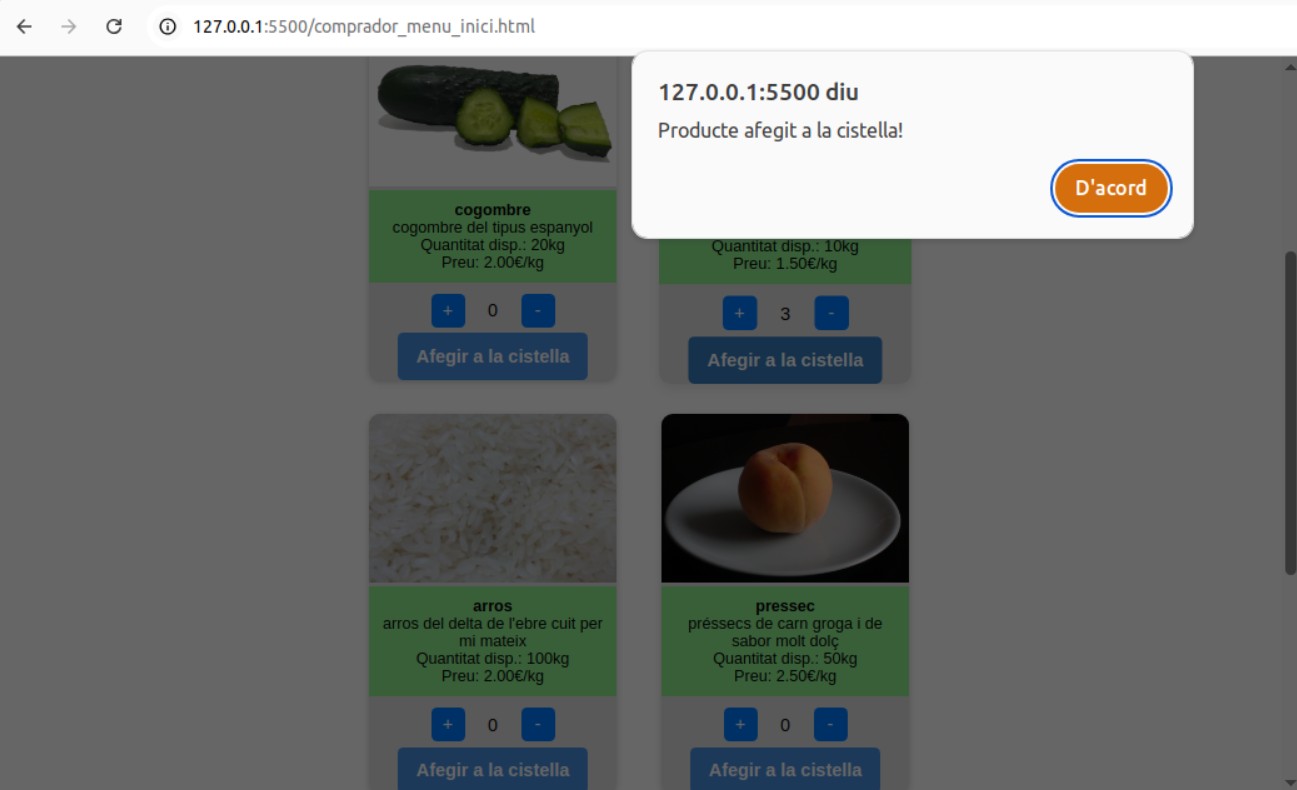 127.0.0.1:5500/comprador_menu_inici.html
127.0.0.1:5500 diu
Producte afegit a la cistella!
D'acord
cogombre
cogombre del tipus espanyol
Quantitat disp.: 20kg
Preu: 2.00€/kg
+ 0 -
Afegir a la cistella
Quantitat disp.: 10kg
Preu: 1.50€/kg
+ 3 -
Afegir a la cistella
arros
arros del delta de l'ebre cuit per
mi mateix
Quantitat disp.: 100kg
Preu: 2.00€/kg
+ 0 -
Afegir a la cistella
pressec
préssecs de carn groga i de
sabor molt dolç
Quantitat disp.: 50kg
Preu: 2.50€/kg
+ 0 -
Afegir a la cistella